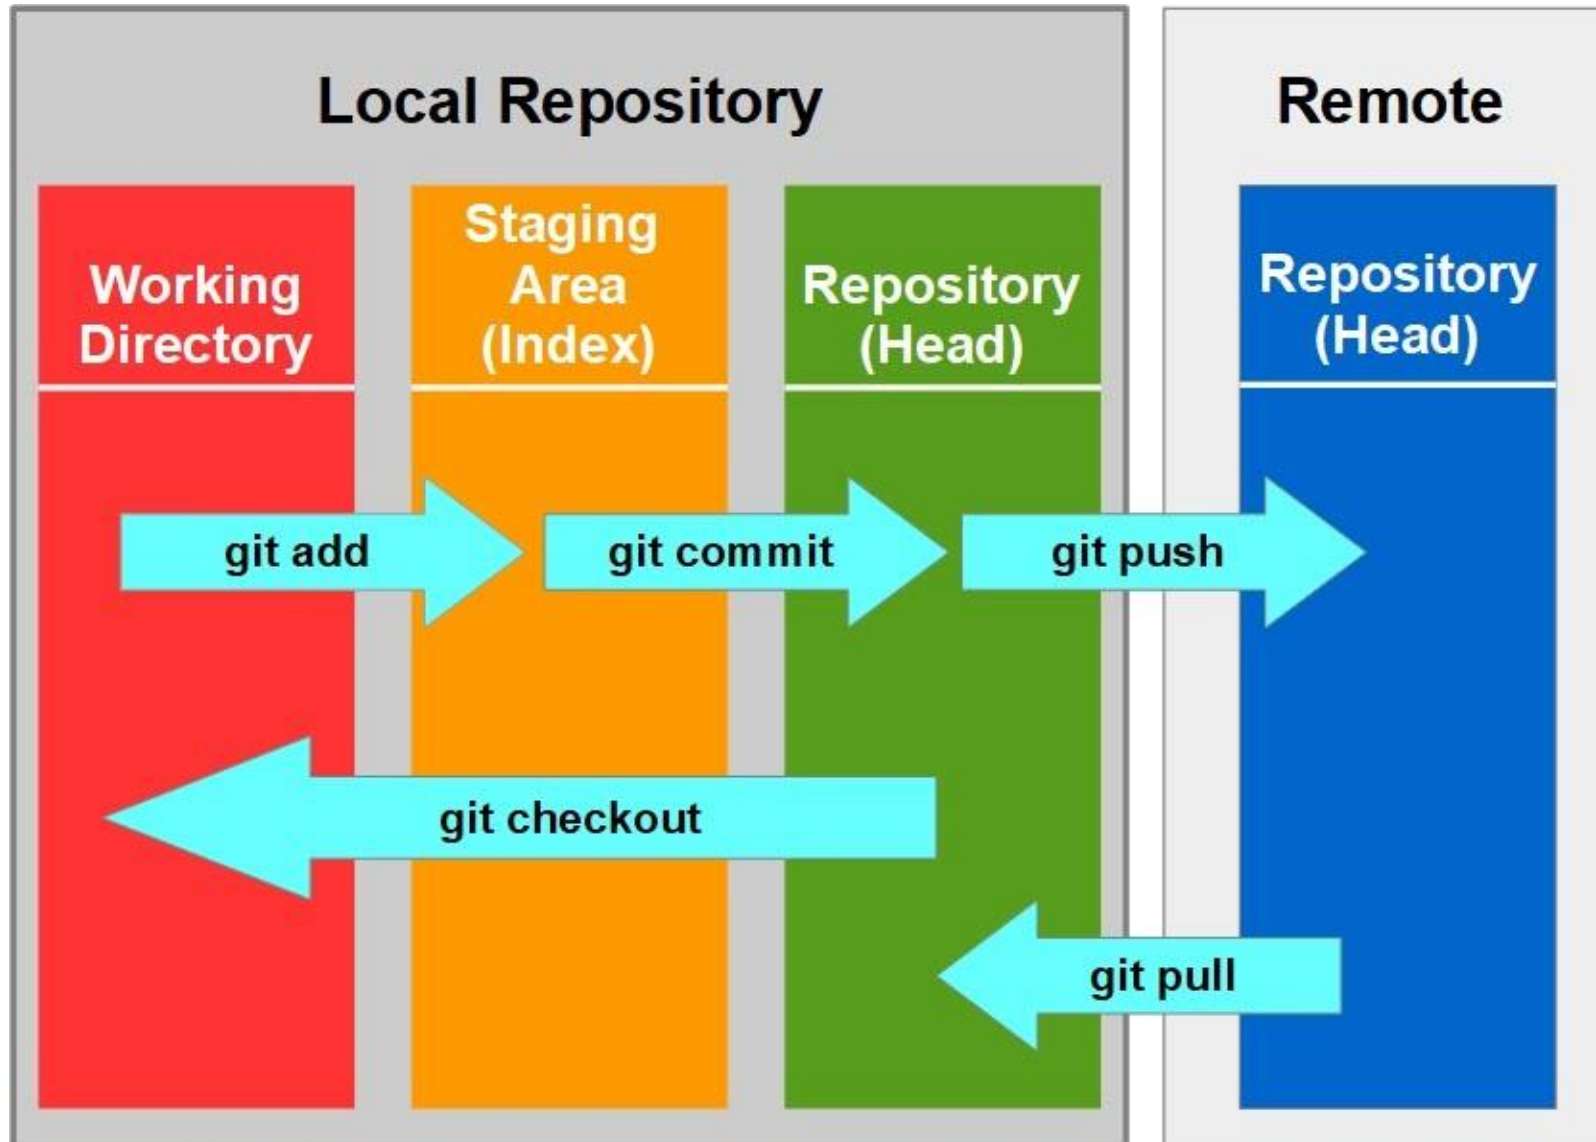 Local Repository
Remote
Working
Directory
Staging
Area
(Index)
Repository
(Head)
Repository
(Head)
git add
git commit
git push
git checkout
git pull